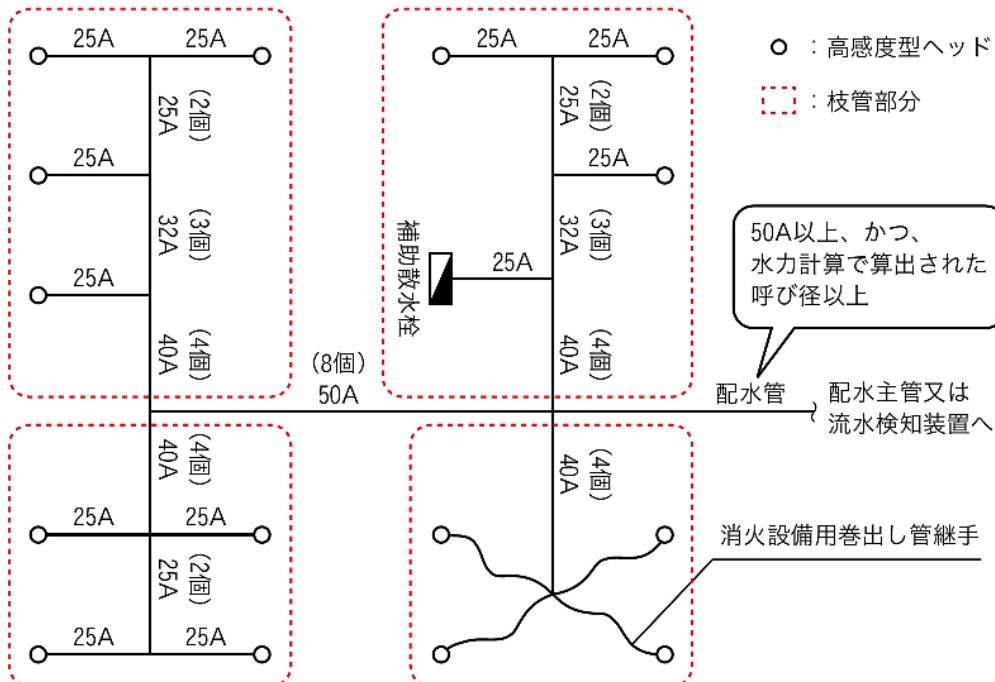 25A 25A
(2個)
25A
25A
(3個)
32A
25A
(4個)
40A
25A 25A
(2個)
25A
25A
(3個)
32A
補助散水栓
25A
(4個)
40A
：高感度型ヘッド
：枝管部分
50A以上、かつ、
水力計算で算出された
呼び径以上
(8個)
50A
配水管
配水主管又は
流水検知装置へ
(4個)
40A
25A 25A
(2個)
25A
25A 25A
(4個)
40A
消火設備用巻出し管継手